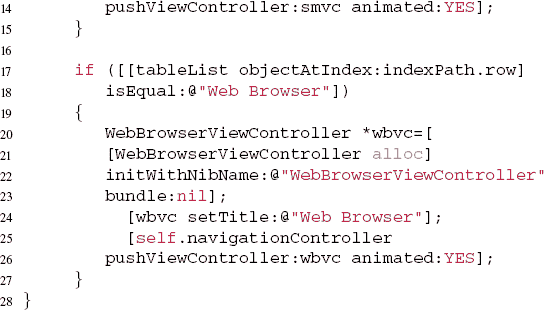 14 pushViewController:smvc animated:YES];
15 }
16
17 if ([[tableList objectAtIndex:indexPath.row]
18 isEqual:@"Web Browser"])
19 {
20 WebBrowserViewController *wbvc=[
21 [WebBrowserViewController alloc]
22 initWithNibName:@"WebBrowserViewController"
23 bundle:nil];
24 [wbvc setTitle:@"Web Browser"];
25 [self.navigationController
26 pushViewController:wbvc animated:YES];
27 }
28 }